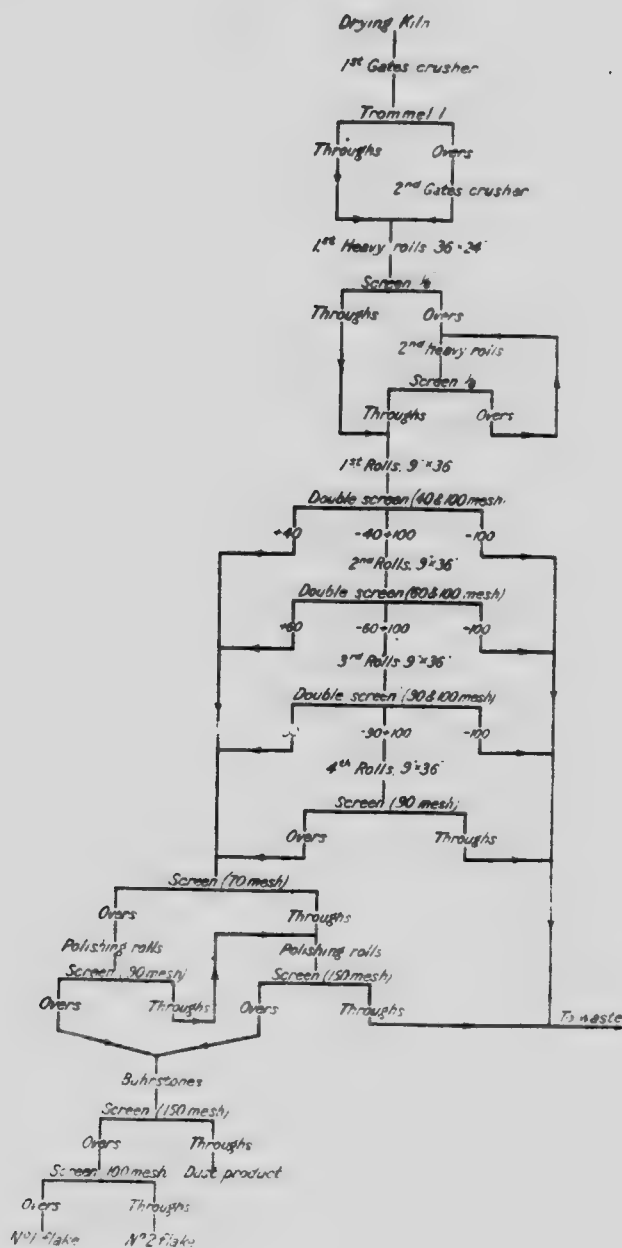 Drying Kiln
1st Gates crusher
Trommel 1
Throughs Overs
2nd Gates crusher
1st Heavy rolls 36"×24"
Screen
Throughs Overs
2nd heavy rolls
Screen
Throughs Overs
1st Rolls. 9"×36"
Double screen (40 & 100 mesh)
+40 -40+100 -100
2nd Rolls. 9"×36"
Double screen (60 & 100 mesh)
+60 -60+100 -100
3rd Rolls 9"×36"
Double screen (90 & 100 mesh)
-90+100 -100
4th Rolls. 9"×36"
Screen (90 mesh)
Overs Throughs
Screen (70 mesh)
Overs Throughs
Polishing rolls Polishing rolls
Screen (90 mesh) Screen (150 mesh)
Overs Throughs Overs Throughs
To waste
Buhrstones
Screen (150 mesh)
Overs Throughs
Screen 100 mesh Dust product
Overs Throughs
No1 flake No2 flake